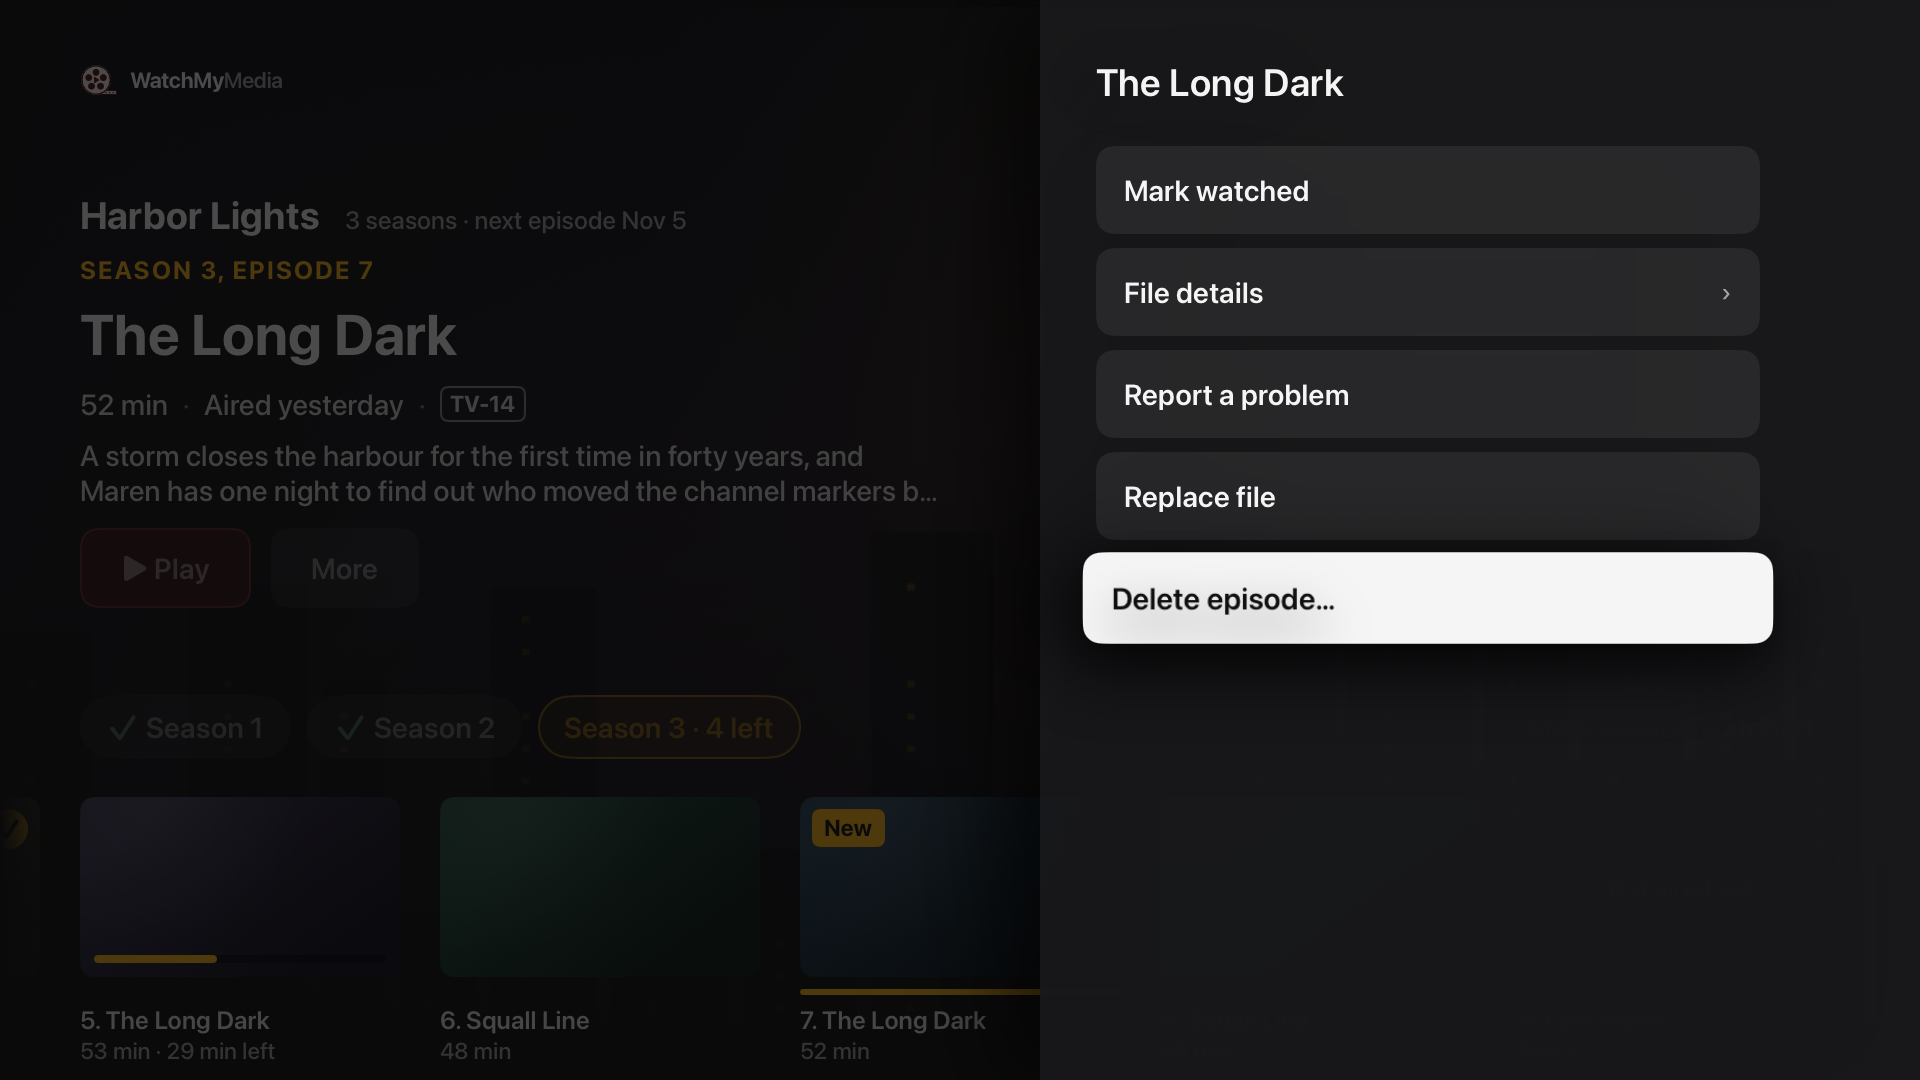 WatchMyMedia
Harbor Lights 3 seasons · next episode Nov 5
SEASON 3, EPISODE 7
The Long Dark
52 min · Aired yesterday · TV-14
A storm closes the harbour for the first time in forty years, and
Maren has one night to find out who moved the channel markers b…
Play More
Season 1 Season 2 Season 3 · 4 left
New
5. The Long Dark
53 min · 29 min left
6. Squall Line
48 min
7. The Long Dark
52 min
The Long Dark
Mark watched
File details ›
Report a problem
Replace file
Delete episode…